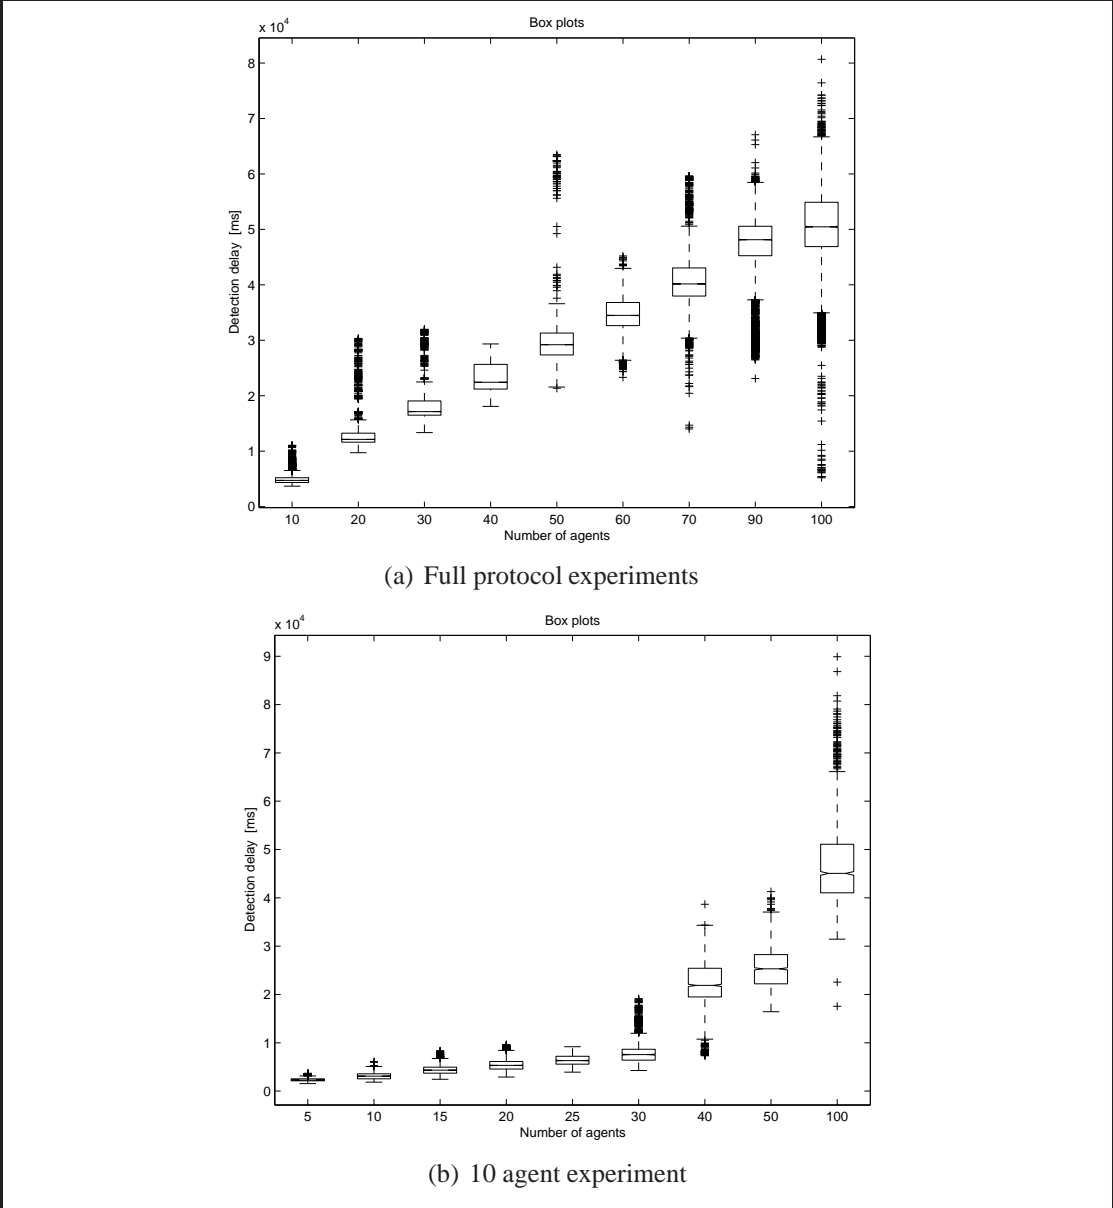 Box plots
x 10^4
8
7
6
5
4
3
2
1
0
Detection delay [ms]
10 20 30 40 50 60 70 90 100
Number of agents
(a) Full protocol experiments
Box plots
x 10^4
9
8
7
6
5
4
3
2
1
0
Detection delay [ms]
5 10 15 20 25 30 40 50 100
Number of agents
(b) 10 agent experiment